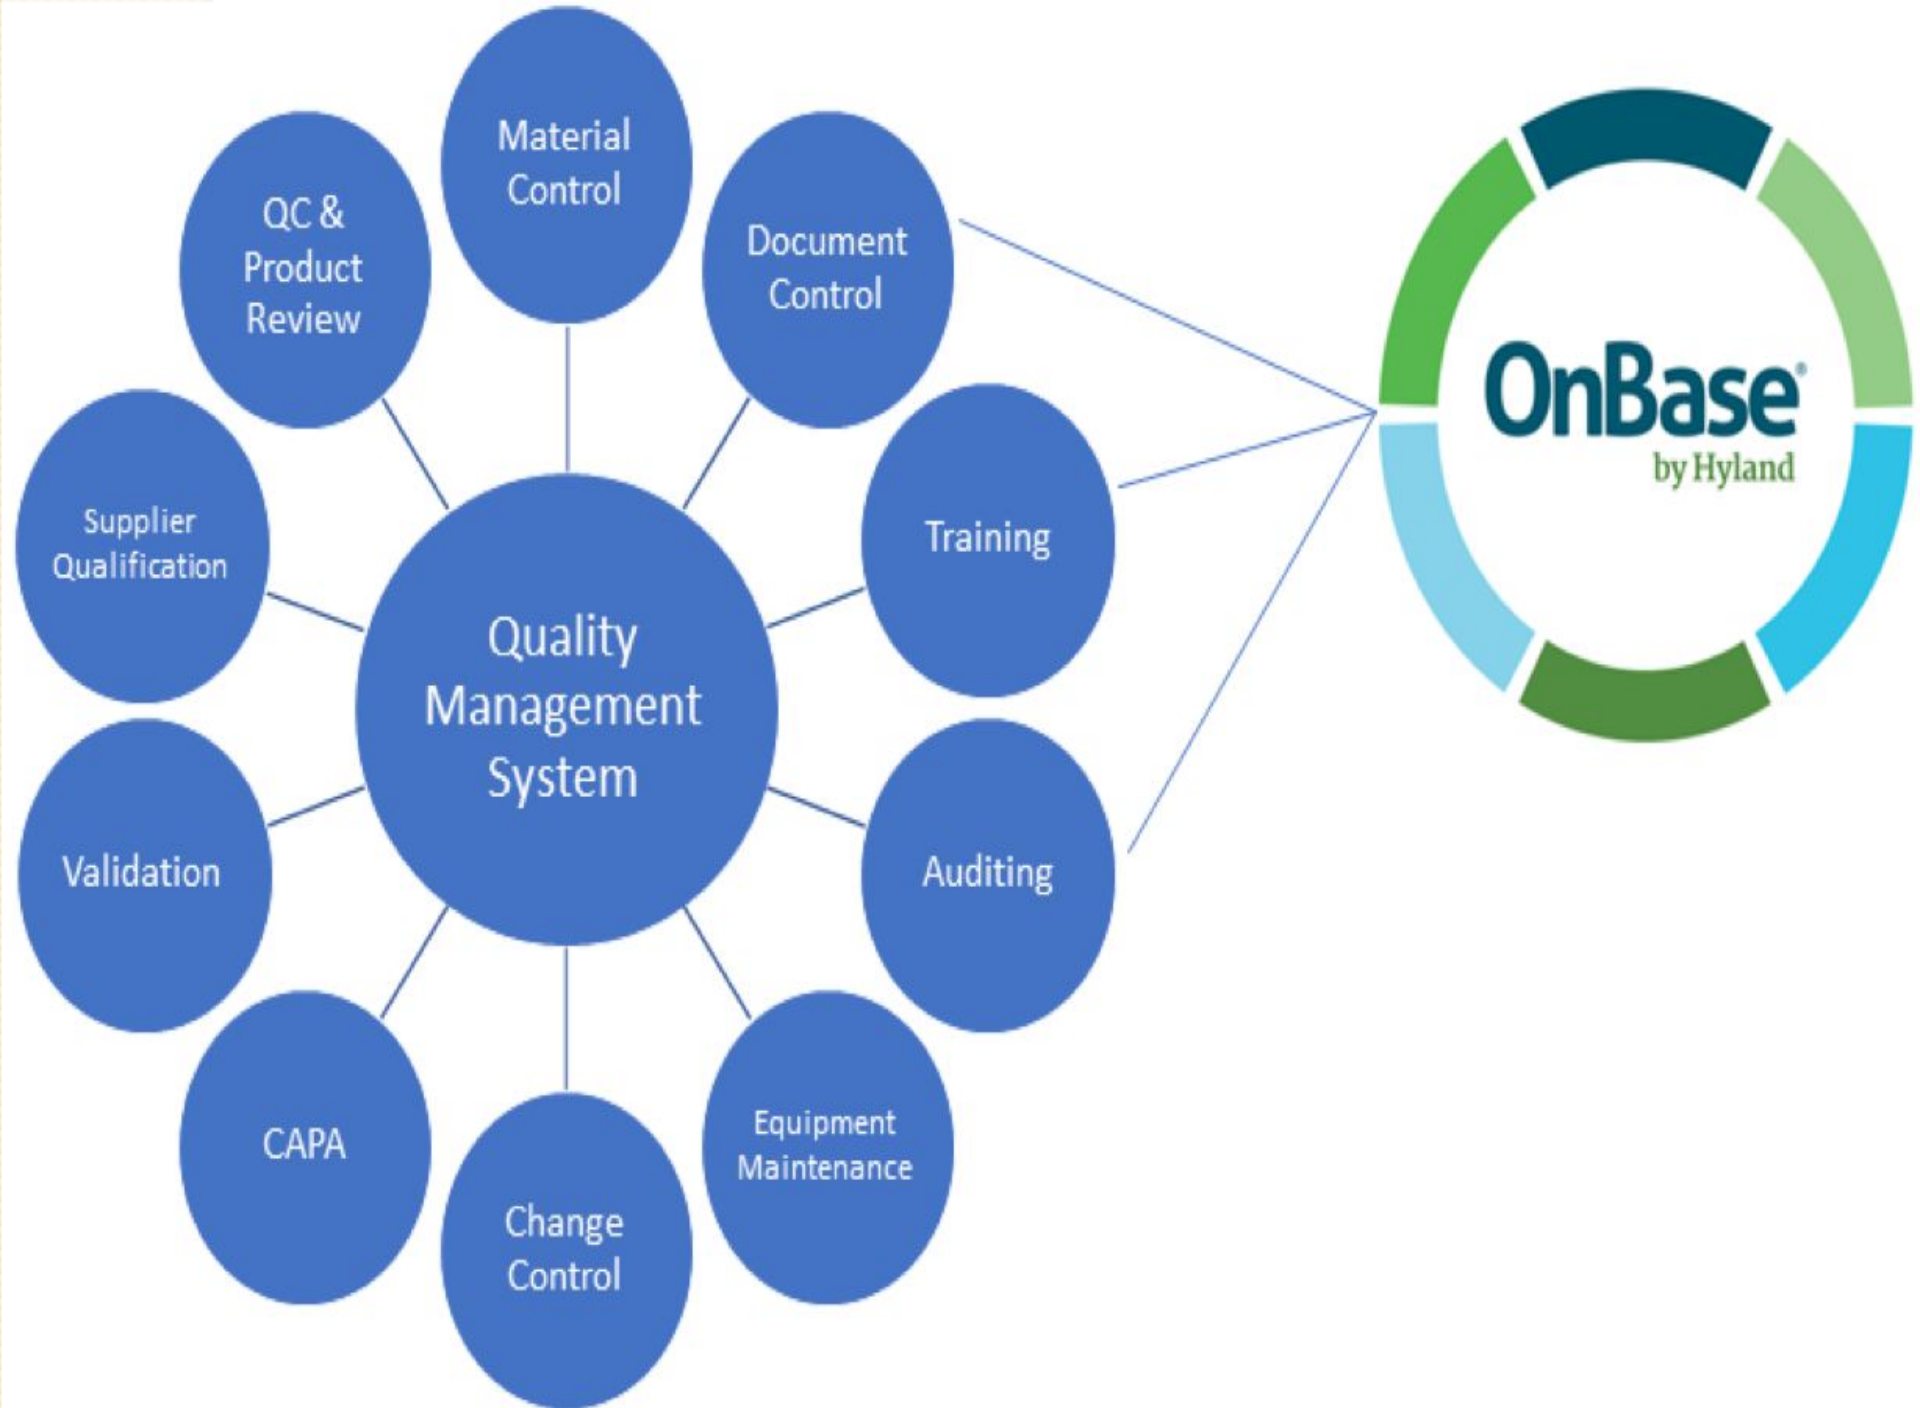 Material
Control
QC &
Product
Review
Document
Control
Supplier
Qualification
Training
Quality
Management
System
Validation
Auditing
CAPA
Equipment
Maintenance
Change
Control
OnBase®
by Hyland